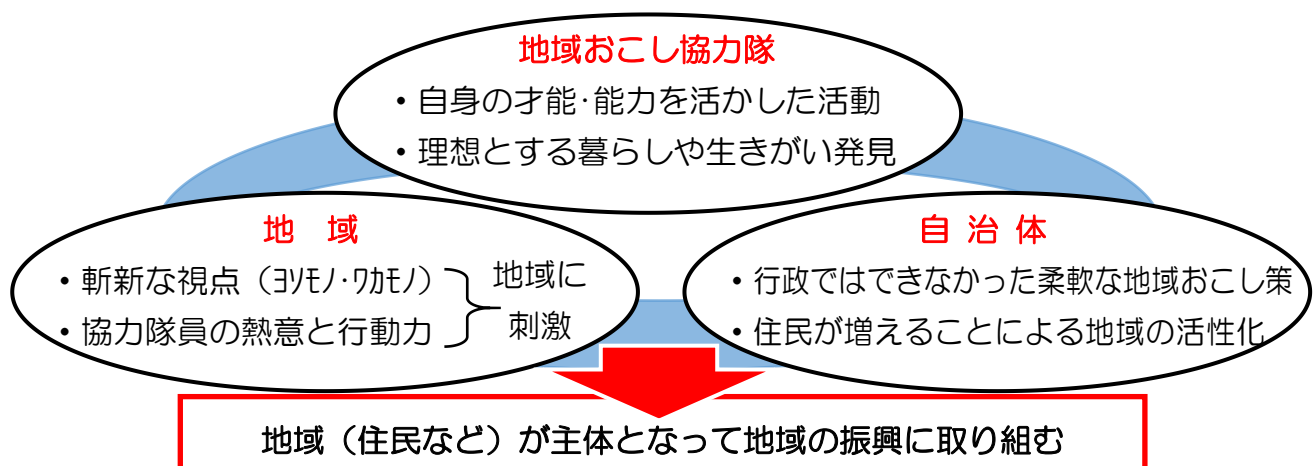 地域おこし協力隊
・自身の才能･能力を活かした活動
・理想とする暮らしや生きがい発見
地　域
・斬新な視点（ﾖｿﾓﾉ･ﾜｶﾓﾉ）
・協力隊員の熱意と行動力
地域に
刺激
自 治 体
・行政ではできなかった柔軟な地域おこし策
・住民が増えることによる地域の活性化
地域（住民など）が主体となって地域の振興に取り組む